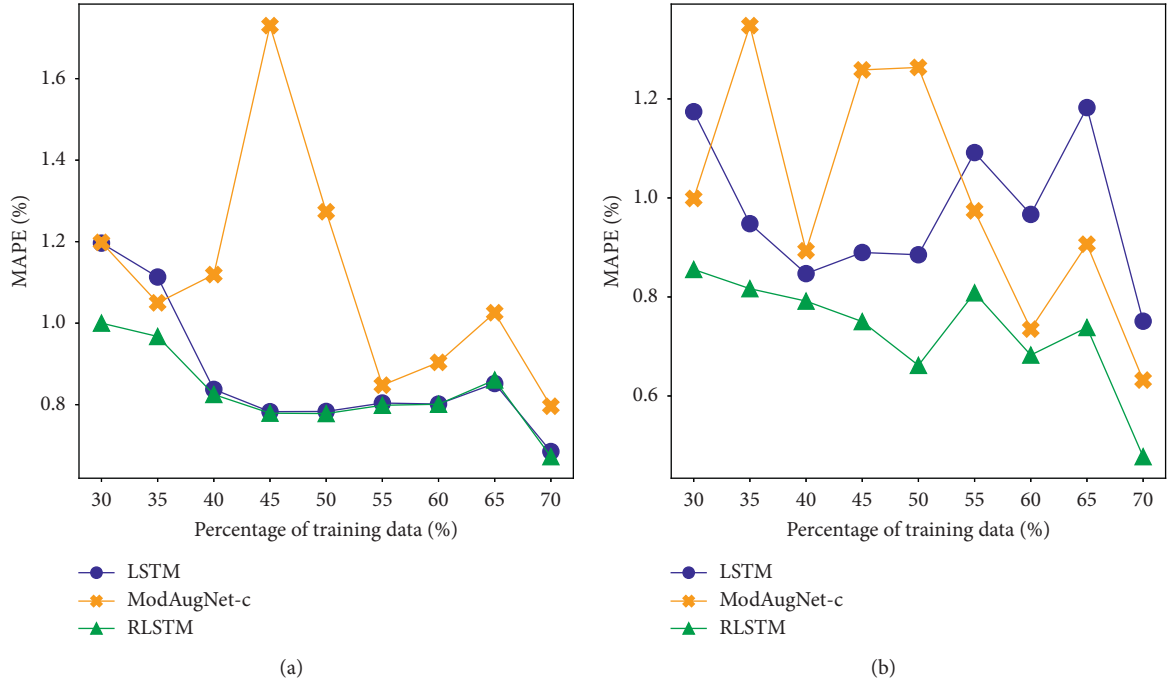 1.6
1.4
1.2
1.0
0.8
MAPE (%)
30 35 40 45 50 55 60 65 70
Percentage of training data (%)
LSTM
ModAugNet-c
RLSTM
(a)
1.2
1.0
0.8
0.6
MAPE (%)
30 35 40 45 50 55 60 65 70
Percentage of training data (%)
LSTM
ModAugNet-c
RLSTM
(b)